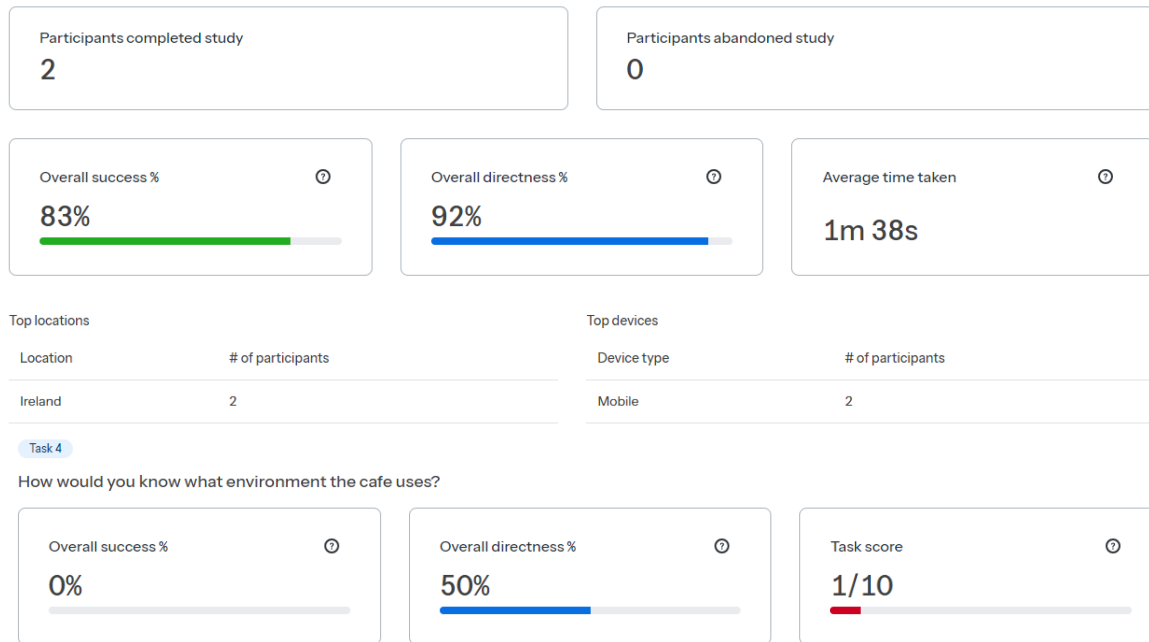 Participants completed study
2
Participants abandoned study
0
Overall success %
83%
Overall directness %
92%
Average time taken
1m 38s
Top locations
Location # of participants
Ireland 2
Top devices
Device type # of participants
Mobile 2
Task 4
How would you know what environment the cafe uses?
Overall success %
0%
Overall directness %
50%
Task score
1/10